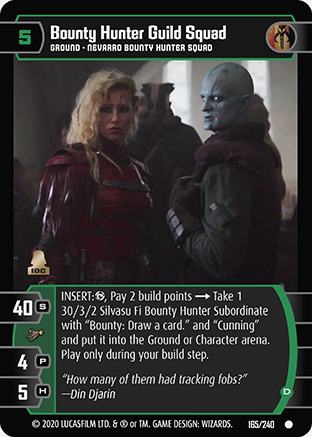 5
Bounty Hunter Guild Squad
GROUND - NEVARRO BOUNTY HUNTER SQUAD
IDC
40 S
4 P
5 H
INSERT: , Pay 2 build points → Take 1
30/3/2 Silvasu Fi Bounty Hunter Subordinate
with “Bounty: Draw a card.” and “Cunning”
and put it into the Ground or Character arena.
Play only during your build step.
“How many of them had tracking fobs?”
—Din Djarin
D
© 2020 LUCASFILM LTD. & ® or TM. GAME DESIGN: WIZARDS.
165/240